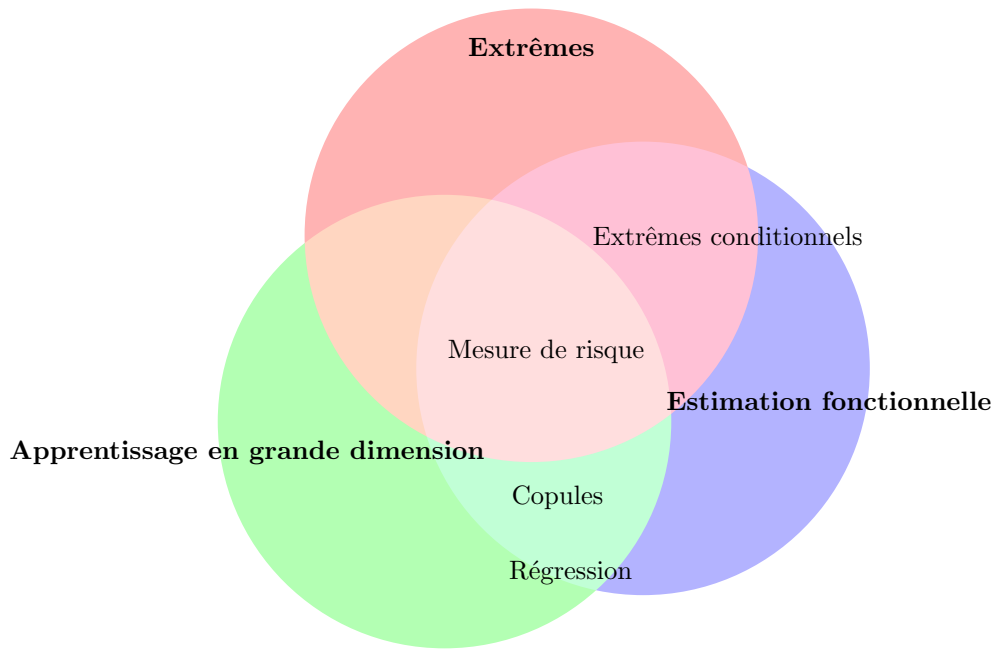 Extrêmes
Extrêmes conditionnels
Mesure de risque
Estimation fonctionnelle
Apprentissage en grande dimension
Copules
Régression